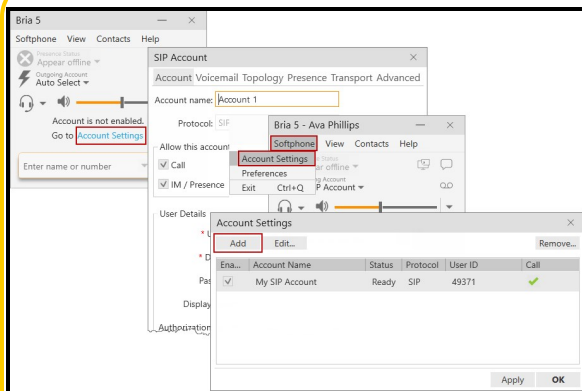 Bria 5
Softphone View Contacts Help
Presence Status
Appear offline
Outgoing Account
Auto Select
Account is not enabled.
Go to Account Settings
Enter name or number
SIP Account
Account Voicemail Topology Presence Transport Advanced
Account name: Account 1
Protocol: SIP
Allow this account
Call
IM / Presence
User Details
* U
* D
Pas
Display
Authorization
Bria 5 - Ava Phillips
Softphone View Contacts Help
Account Settings
Preferences
Exit Ctrl+Q
Status
ar offline
ng Account
P Account
Account Settings
Add Edit... Remove...
Ena... Account Name Status Protocol User ID Call
My SIP Account Ready SIP 49371
Apply OK